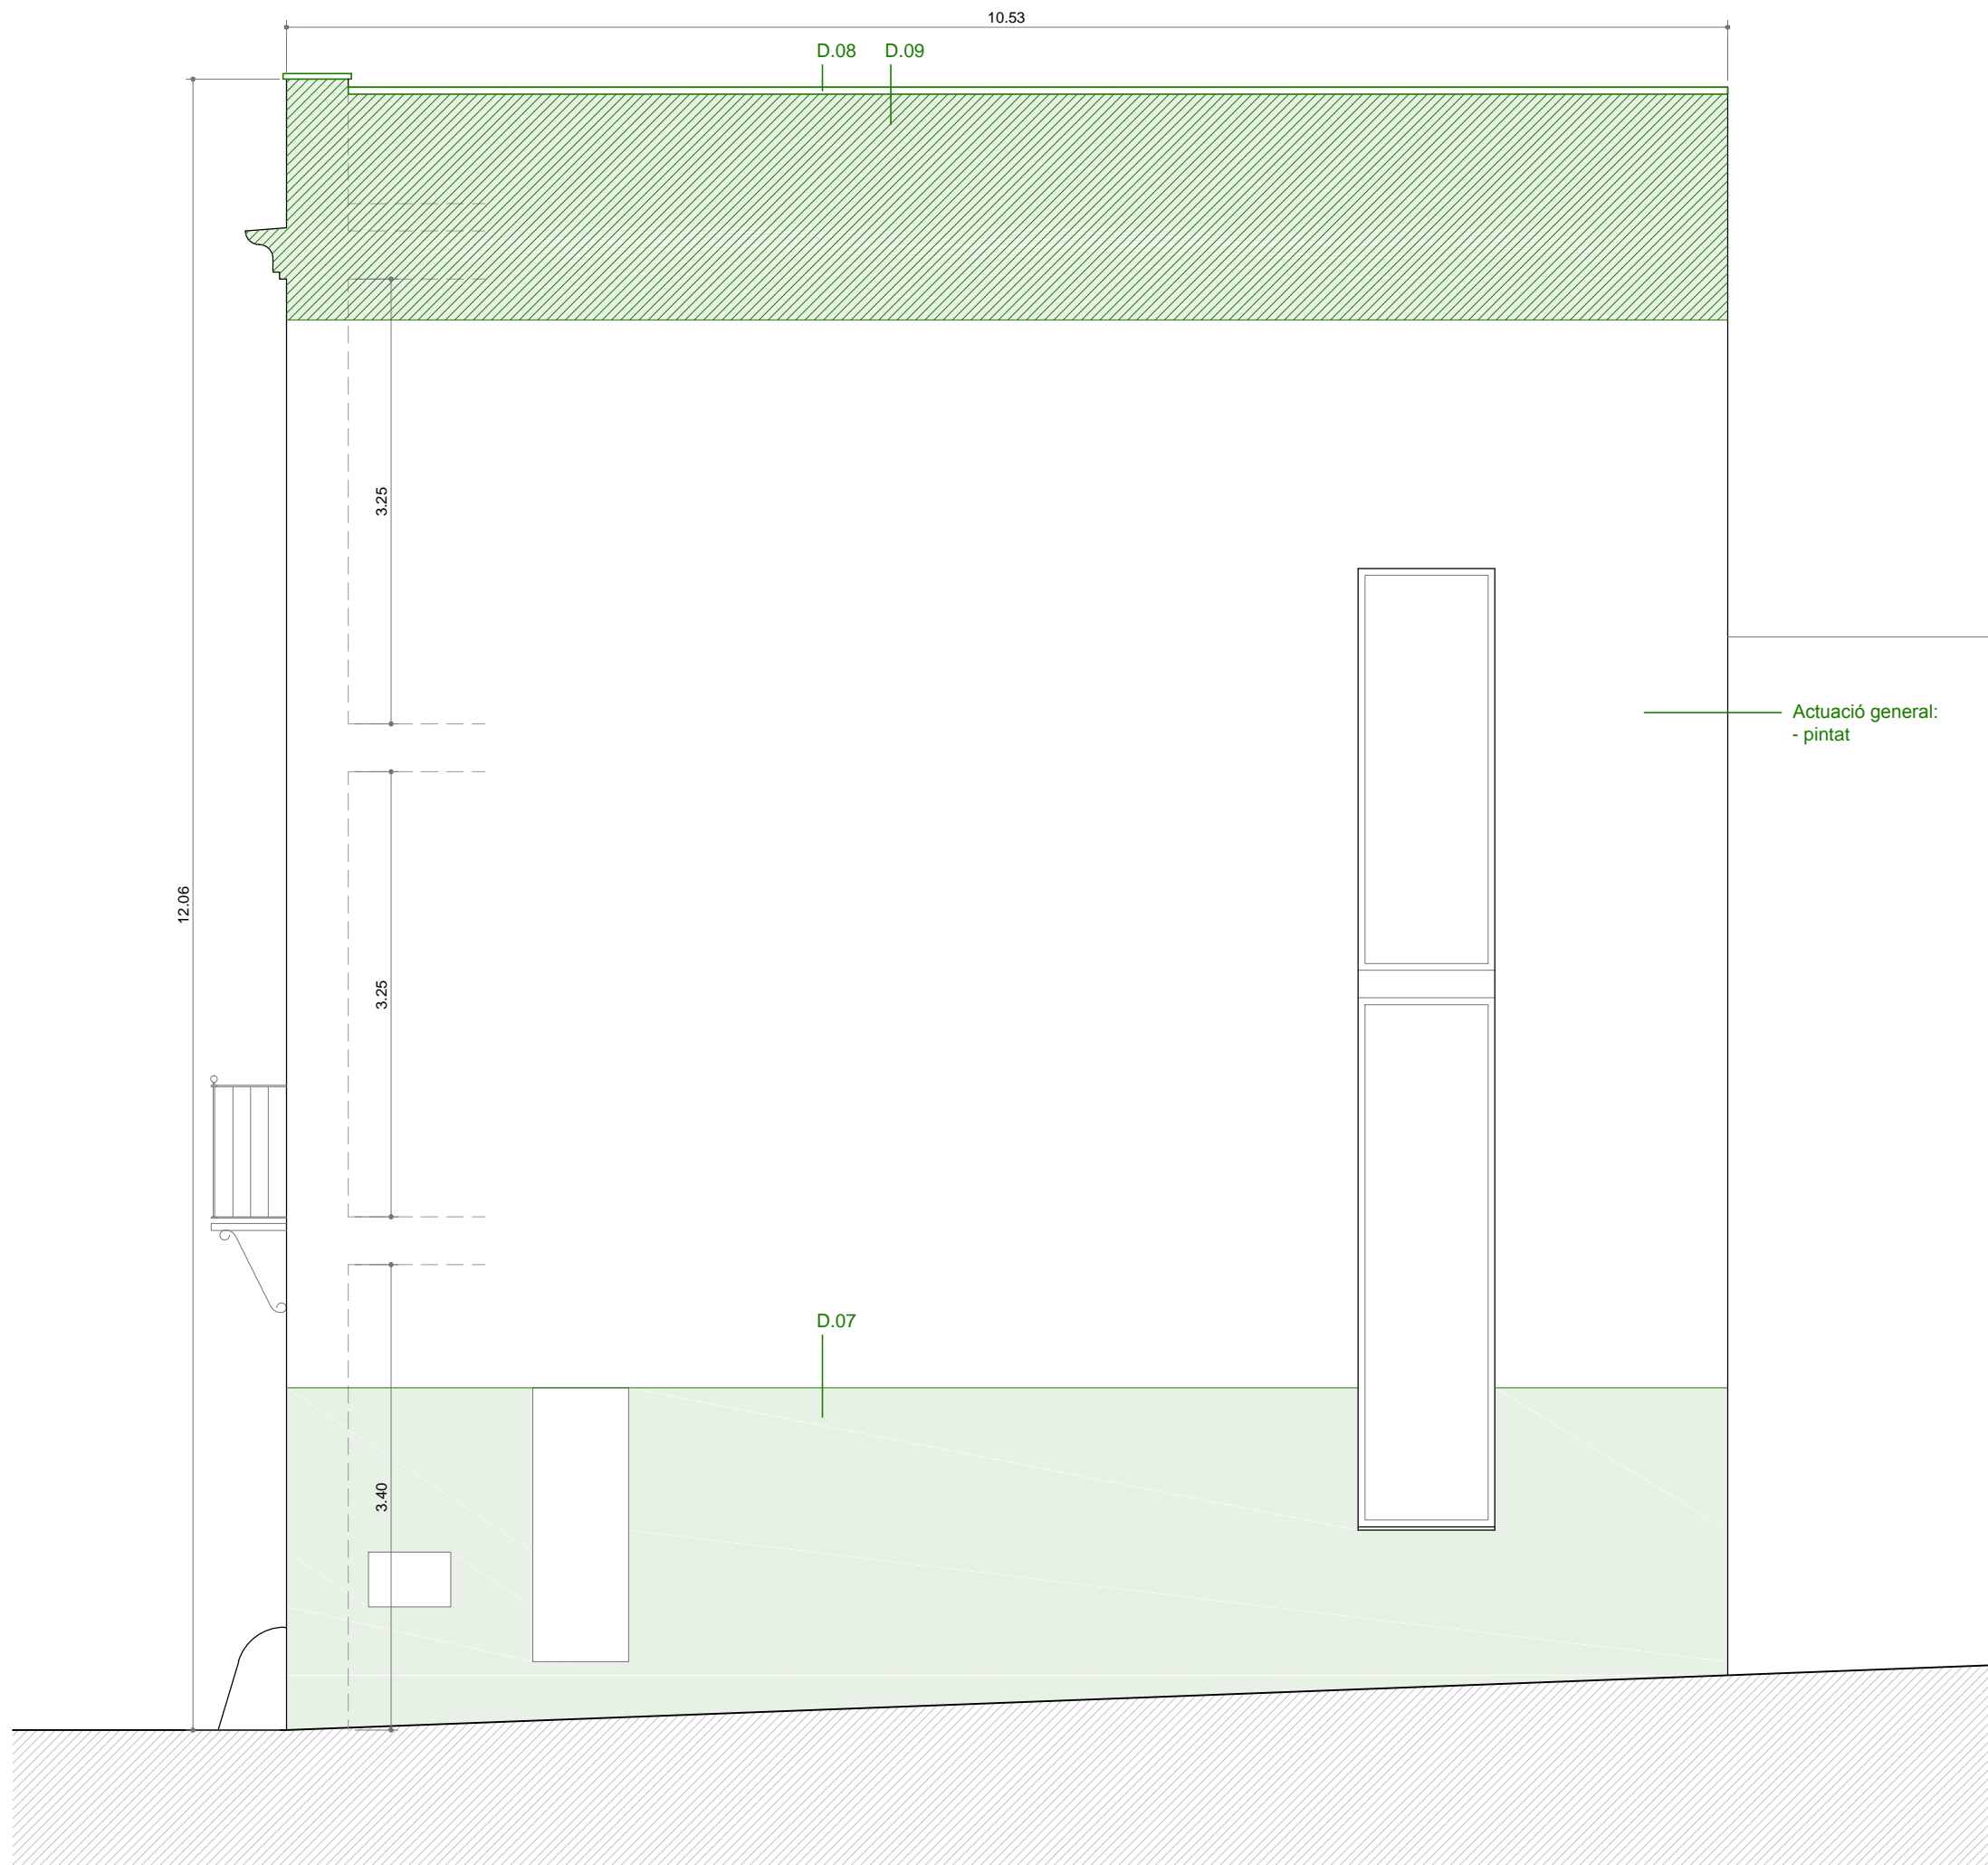 10.53
D.08 D.09
3.25
Actuació general:
- pintat
12.06
3.25
D.07
3.40